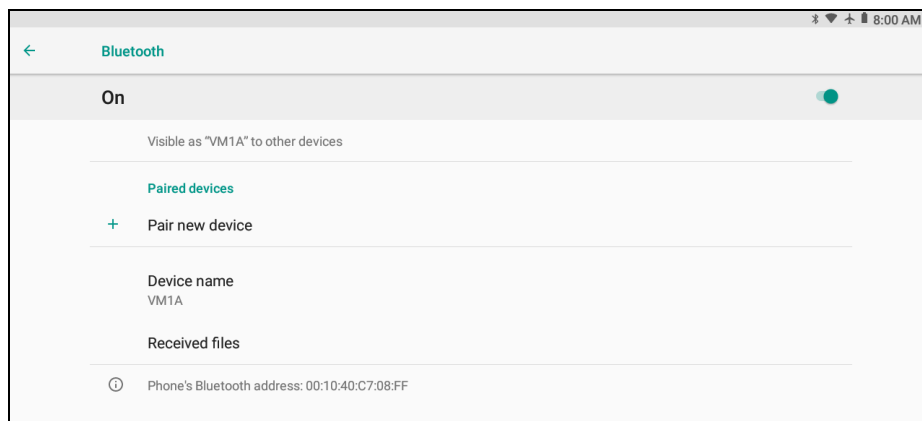 8:00 AM
Bluetooth
On
Visible as "VM1A" to other devices
Paired devices
+ Pair new device
Device name
VM1A
Received files
Phone's Bluetooth address: 00:10:40:C7:08:FF